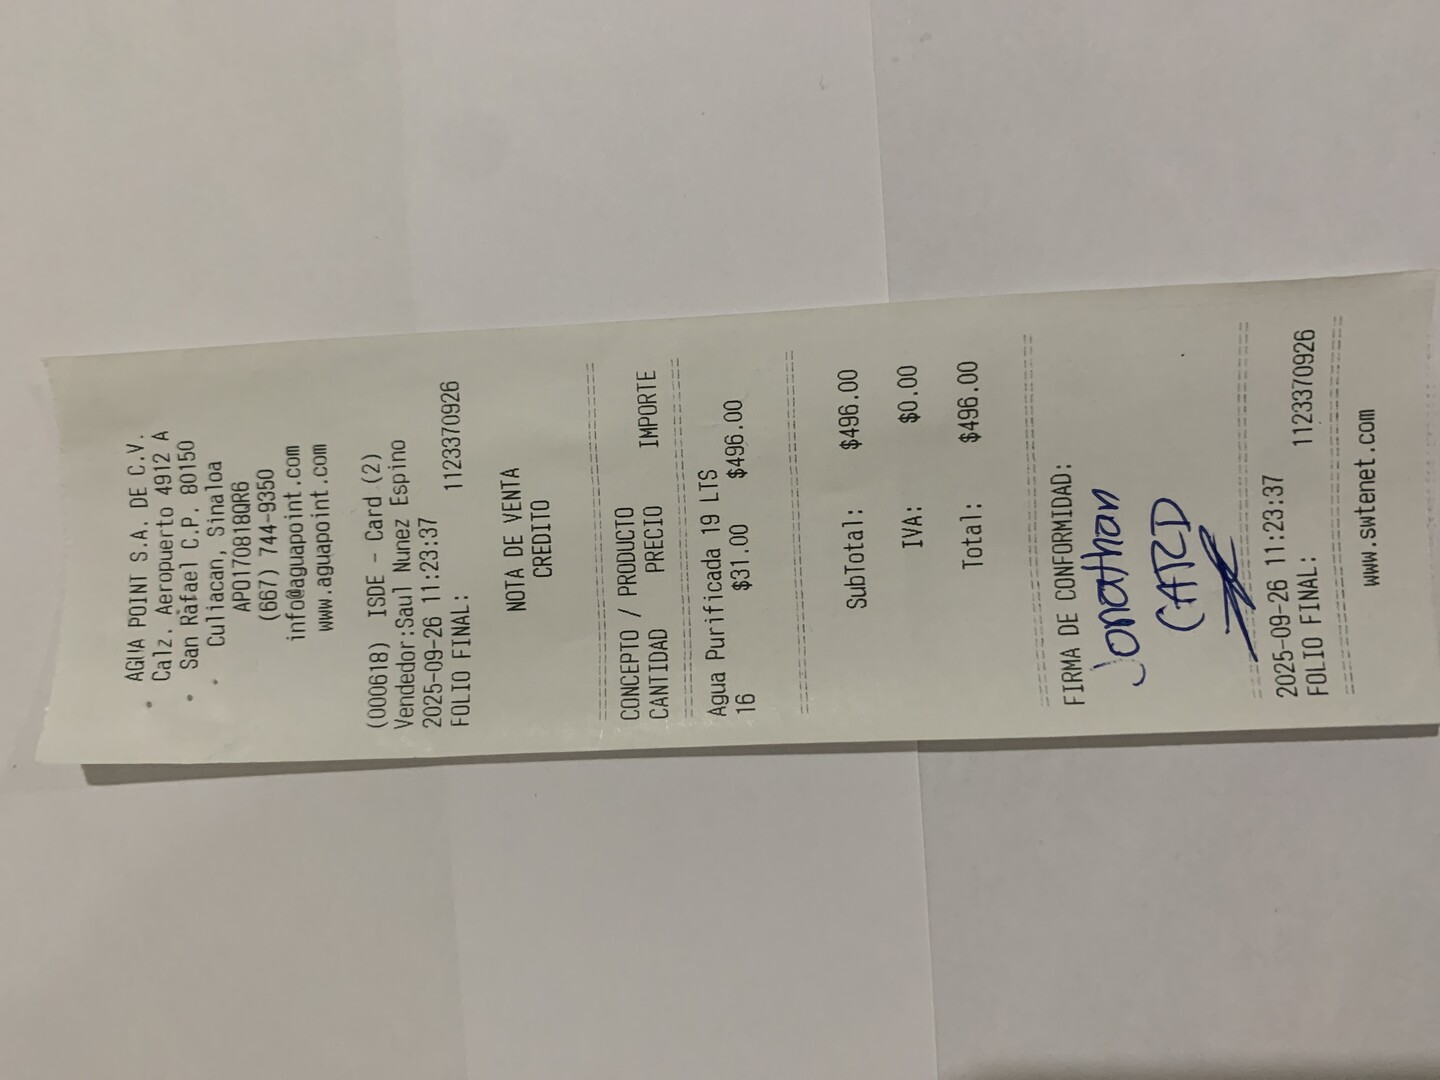 AGUA POINT S.A. DE C.V.
Calz. Aeropuerto 4912 A
San Rafael C.P. 80150
Culiacan, Sinaloa
APO170818QR6
(667) 744-9350
info@aguapoint.com
www.aguapoint.com
(000618) ISDE - Card (2)
Vendedor:Saul Nunez Espino
2025-09-26 11:23:37
FOLIO FINAL: 1123370926
NOTA DE VENTA
CREDITO
CONCEPTO / PRODUCTO
CANTIDAD PRECIO IMPORTE
Agua Purificada 19 LTS
16 $31.00 $496.00
SubTotal: $496.00
IVA: $0.00
Total: $496.00
FIRMA DE CONFORMIDAD:
Jonathan
CARD
2025-09-26 11:23:37
FOLIO FINAL: 1123370926
www.swtenet.com